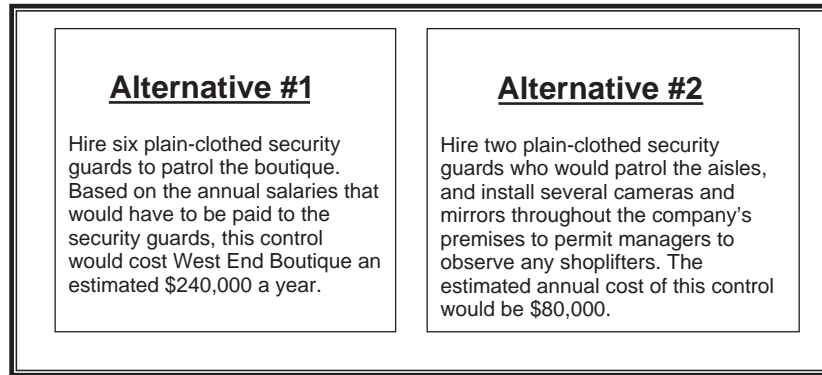 Alternative #1
Hire six plain-clothed security
guards to patrol the boutique.
Based on the annual salaries that
would have to be paid to the
security guards, this control
would cost West End Boutique an
estimated $240,000 a year.
Alternative #2
Hire two plain-clothed security
guards who would patrol the aisles,
and install several cameras and
mirrors throughout the company’s
premises to permit managers to
observe any shoplifters. The
estimated annual cost of this control
would be $80,000.